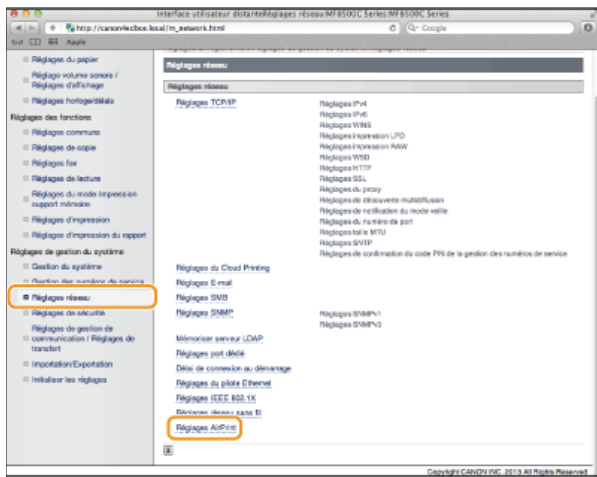 Interface utilisateur distante:Réglages réseau:MF8500C Series:MF8500C Series
Google
Apple
Réglages du papier
Réglage volume sonore /
Réglages d'affichage
Réglages horloge/délais
Réglages des fonctions
Réglages communs
Réglages de copie
Réglages fax
Réglages de lecture
Réglages du mode Impression
support mémoire
Réglages d'impression
Réglages d'impression du rapport
Réglages de gestion du système
Gestion du système
Gestion des numéros de service
Réglages réseau
Réglages de sécurité
Réglages de gestion de
communication / Réglages de
transfert
Importation/Exportation
Initialiser les réglages
Réglages réseau
Réglages réseau
Réglages TCP/IP
Réglages IPv4
Réglages IPv6
Réglages WINS
Réglages impression LPD
Réglages impression RAW
Réglages WSD
Réglages HTTP
Réglages SSL
Réglages du proxy
Réglages de découverte multidiffusion
Réglages de notification du mode veille
Réglages du numéro de port
Réglages taille MTU
Réglages SNTP
Réglages de confirmation du code PIN de la gestion des numéros de service
Réglages du Cloud Printing
Réglages E-mail
Réglages SMB
Réglages SNMP
Réglages SNMPv1
Réglages SNMPv3
Mémoriser serveur LDAP
Réglages port dédié
Délai de connexion au démarrage
Réglages du pilote Ethernet
Réglages IEEE 802.1X
Réglages réseau sans fil
Réglages AirPrint
Copyright CANON INC. 2013 All Rights Reserved